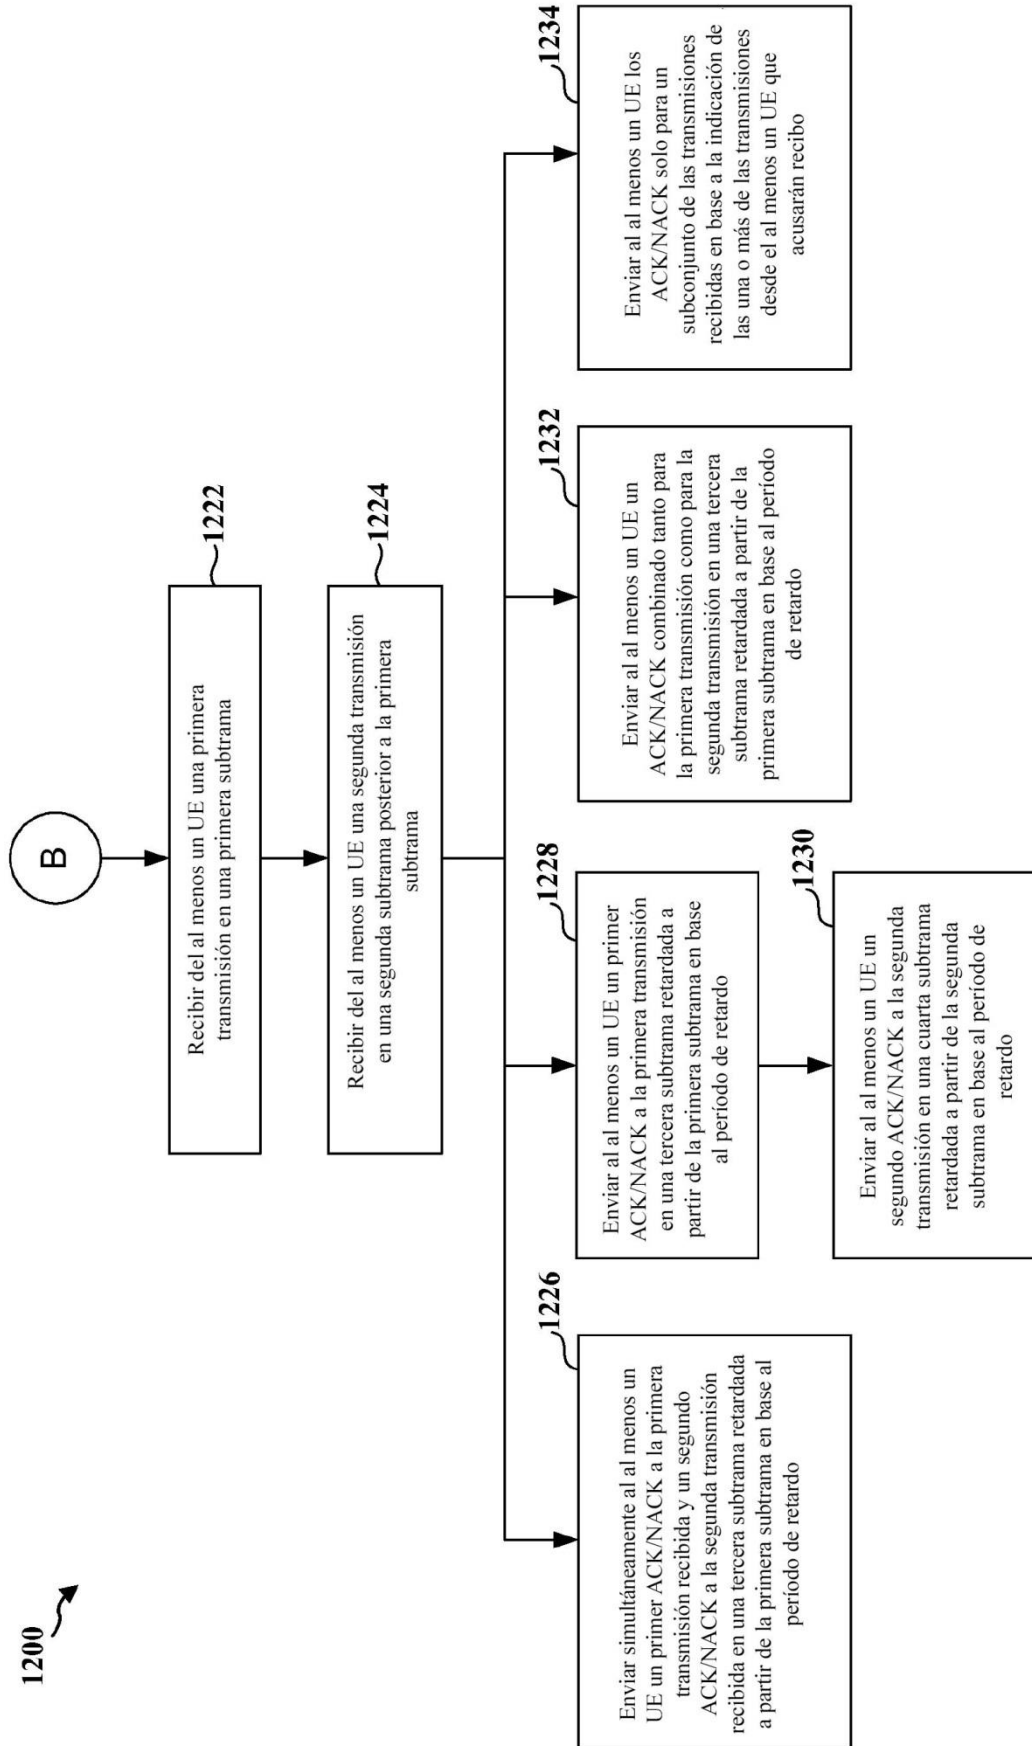 1200
B
1222
Recibir del al menos un UE una primera
transmisión en una primera subtrama
1224
Recibir del al menos un UE una segunda transmisión
en una segunda subtrama posterior a la primera
subtrama
1226
Enviar simultáneamente al al menos un
UE un primer ACK/NACK a la primera
transmisión recibida y un segundo
ACK/NACK a la segunda transmisión
recibida en una tercera subtrama retardada
a partir de la primera subtrama en base al
período de retardo
1228
Enviar al al menos un UE un primer
ACK/NACK a la primera transmisión
en una tercera subtrama retardada a
partir de la primera subtrama en base
al período de retardo
1230
Enviar al al menos un UE un
segundo ACK/NACK a la segunda
transmisión en una cuarta subtrama
retardada a partir de la segunda
subtrama en base al período de
retardo
1232
Enviar al al menos un UE un
ACK/NACK combinado tanto para
la primera transmisión como para la
segunda transmisión en una tercera
subtrama retardada a partir de la
primera subtrama en base al período
de retardo
1234
Enviar al al menos un UE los
ACK/NACK solo para un
subconjunto de las transmisiones
recibidas en base a la indicación de
las una o más de las transmisiones
desde el al menos un UE que
acusarán recibo